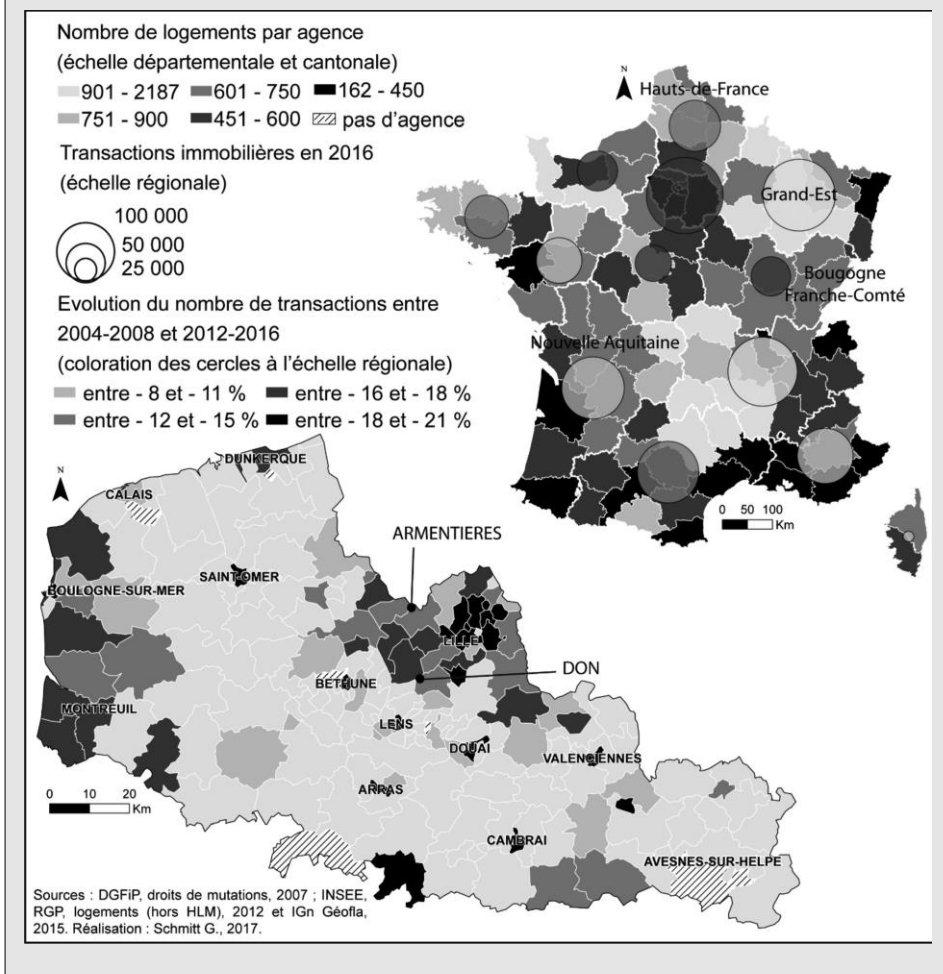 Nombre de logements par agence
(échelle départementale et cantonale)
901 - 2187 601 - 750 162 - 450
751 - 900 451 - 600 pas d'agence
Transactions immobilières en 2016
(échelle régionale)
100 000
50 000
25 000
Evolution du nombre de transactions entre
2004-2008 et 2012-2016
(coloration des cercles à l'échelle régionale)
entre - 8 et - 11 % entre - 16 et - 18 %
entre - 12 et - 15 % entre - 18 et - 21 %
N
Hauts-de-France
Grand-Est
Bougogne
Franche-Comté
Nouvelle Aquitaine
0 50 100
Km
N
DUNKERQUE
CALAIS
ARMENTIERES
SAINT-OMER
BOULOGNE-SUR-MER
LILLE
DON
BETHUNE
MONTREUIL
LENS
DOUAI
VALENCIENNES
ARRAS
0 10 20
Km
CAMBRAI
AVESNES-SUR-HELPE
Sources : DGFiP, droits de mutations, 2007 ; INSEE,
RGP, logements (hors HLM), 2012 et IGn Géofla,
2015. Réalisation : Schmitt G., 2017.